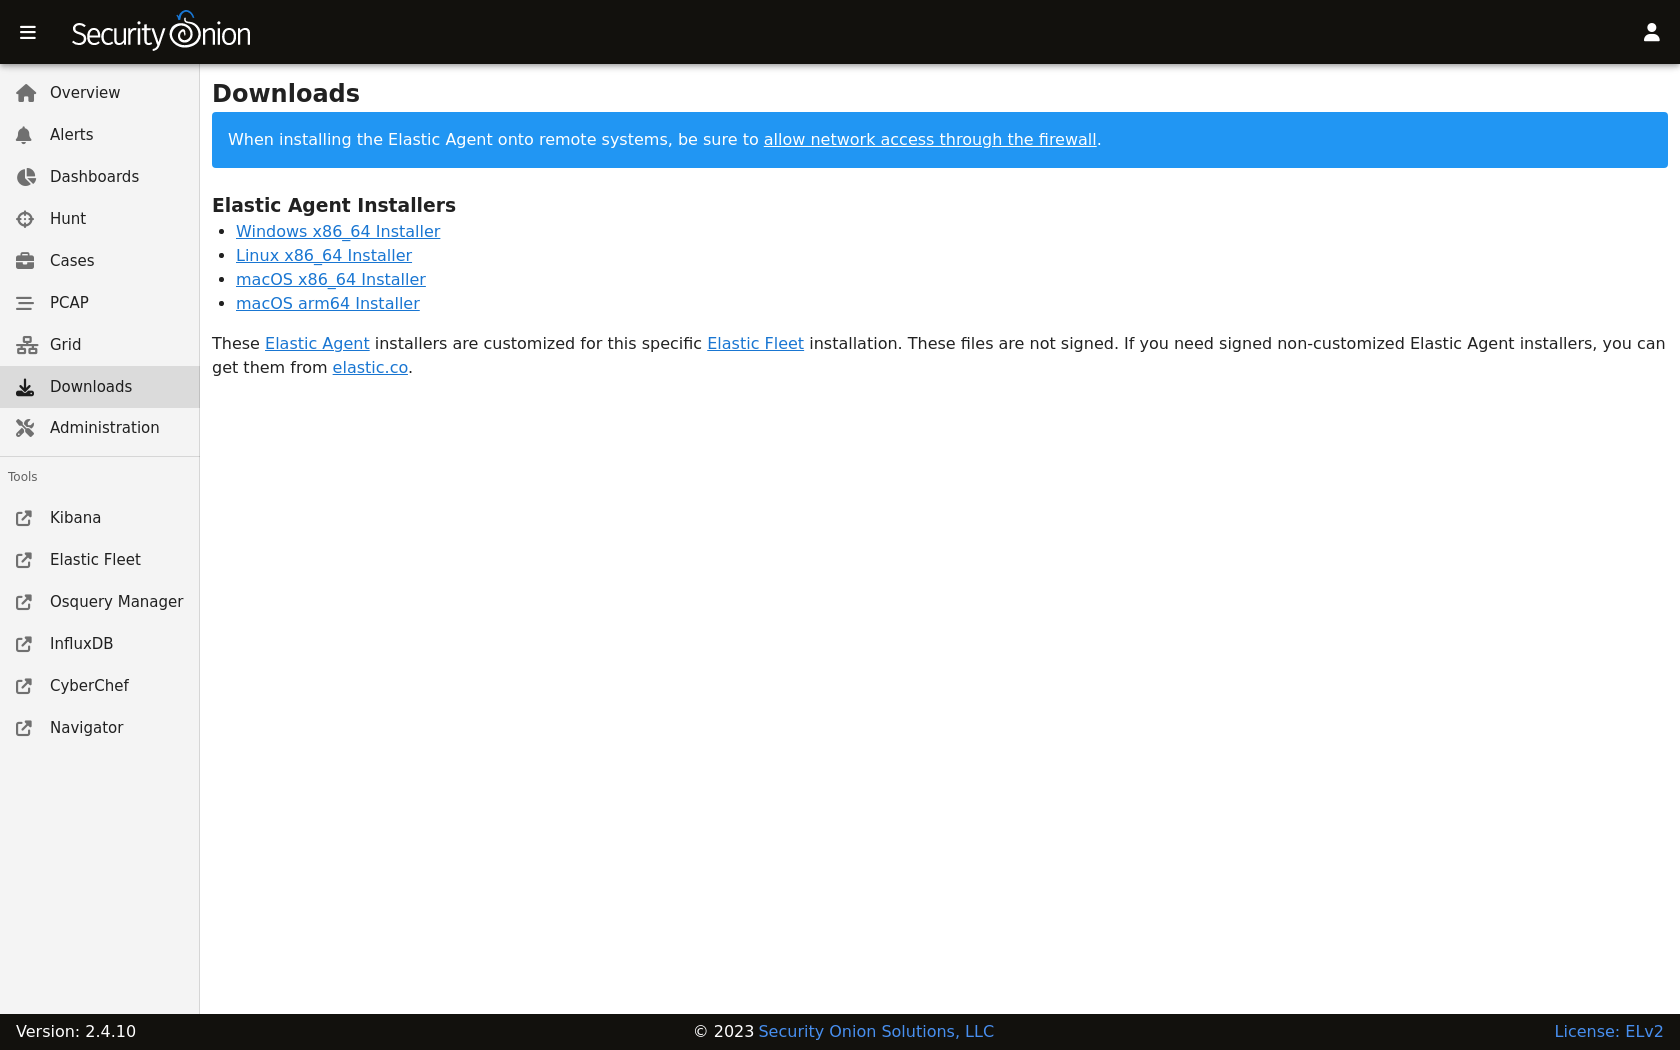 Security Onion
Overview
Alerts
Dashboards
Hunt
Cases
PCAP
Grid
Downloads
Administration
Tools
Kibana
Elastic Fleet
Osquery Manager
InfluxDB
CyberChef
Navigator
Downloads
When installing the Elastic Agent onto remote systems, be sure to allow network access through the firewall.
Elastic Agent Installers
Windows x86_64 Installer
Linux x86_64 Installer
macOS x86_64 Installer
macOS arm64 Installer
These Elastic Agent installers are customized for this specific Elastic Fleet installation. These files are not signed. If you need signed non-customized Elastic Agent installers, you can
get them from elastic.co.
Version: 2.4.10
© 2023 Security Onion Solutions, LLC
License: ELv2